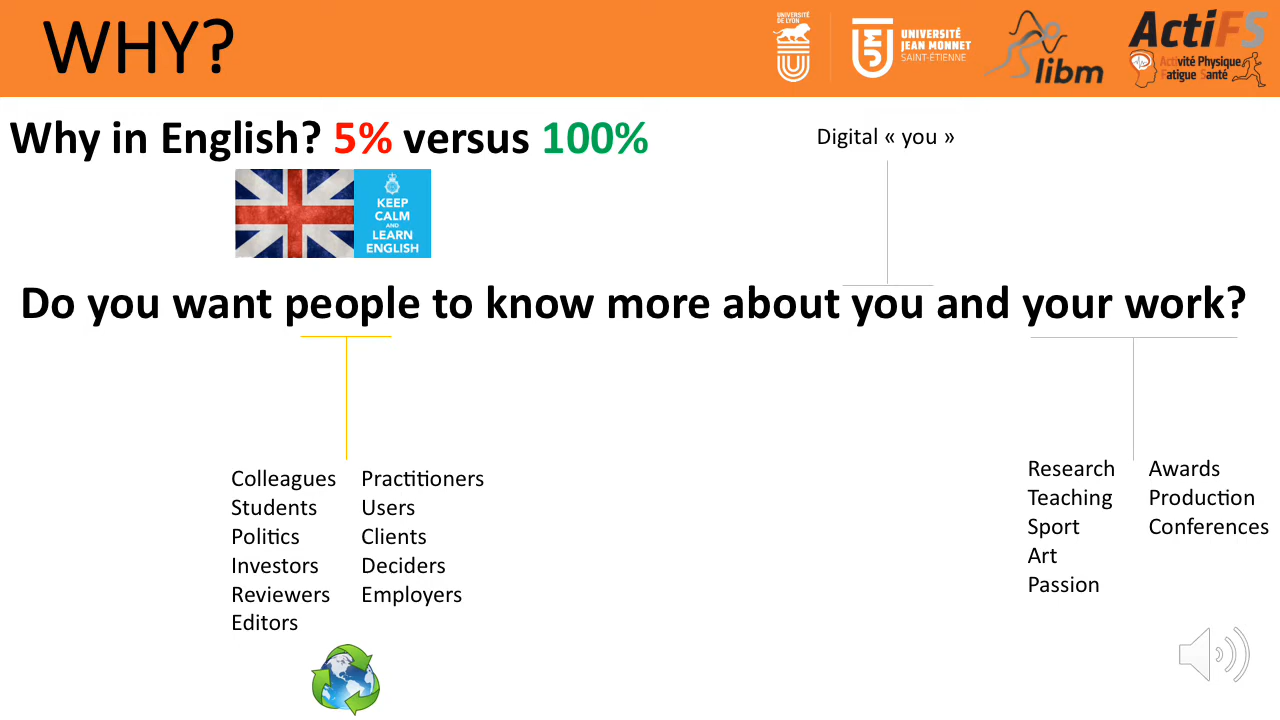 WHY?
UNIVERSITÉ
DE LYON
UNIVERSITÉ
JEAN MONNET
SAINT-ÉTIENNE
libm
ActiFS
Activité Physique
Fatigue Santé
Why in English? 5% versus 100%
Digital « you »
KEEP
CALM
AND
LEARN
ENGLISH
Do you want people to know more about you and your work?
Colleagues
Students
Politics
Investors
Reviewers
Editors
Practitioners
Users
Clients
Deciders
Employers
Research
Teaching
Sport
Art
Passion
Awards
Production
Conferences